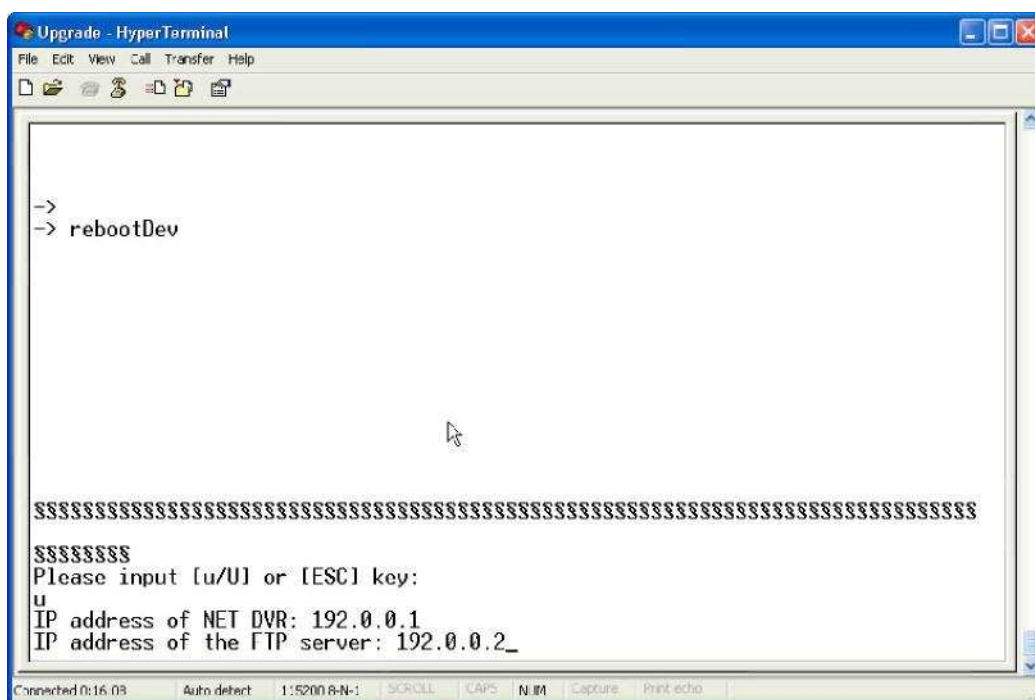 Upgrade - HyperTerminal
File Edit View Call Transfer Help
->
-> rebootDev
§§§§§§§§§§§§§§§§§§§§§§§§§§§§§§§§§§§§§§§§§§§§§§§§§§§§§§§§§§§§§§§§§§§§§§§§§§§§§§
§§§§§§§§
Please input [u/U] or [ESC] key:
u
IP address of NET DVR: 192.0.0.1
IP address of the FTP server: 192.0.0.2_
Connected 0:16:03 Auto detect 115200 8-N-1 SCROLL CAPS NUM Capture Print echo